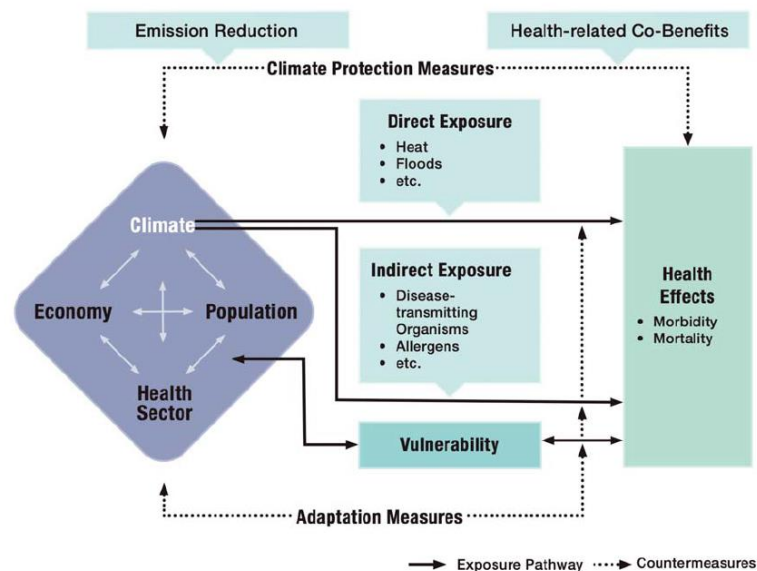 Emission Reduction
Health-related Co-Benefits
Climate Protection Measures
Direct Exposure
• Heat
• Floods
• etc.
Climate
Economy
Population
Health
Sector
Indirect Exposure
• Disease-
transmitting
Organisms
• Allergens
• etc.
Health
Effects
• Morbidity
• Mortality
Vulnerability
Adaptation Measures
Exposure Pathway
Countermeasures